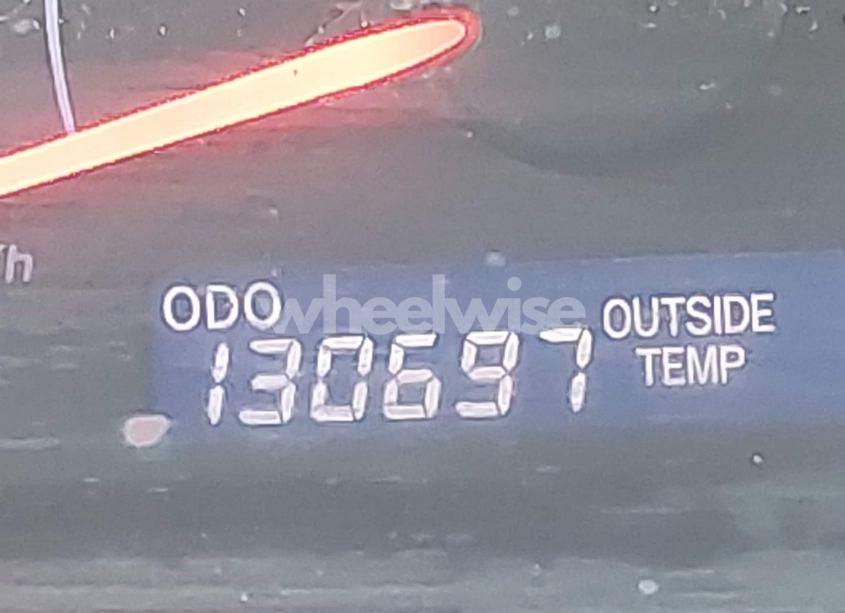 /h
ODO
wheelwise
OUTSIDE
TEMP
130697